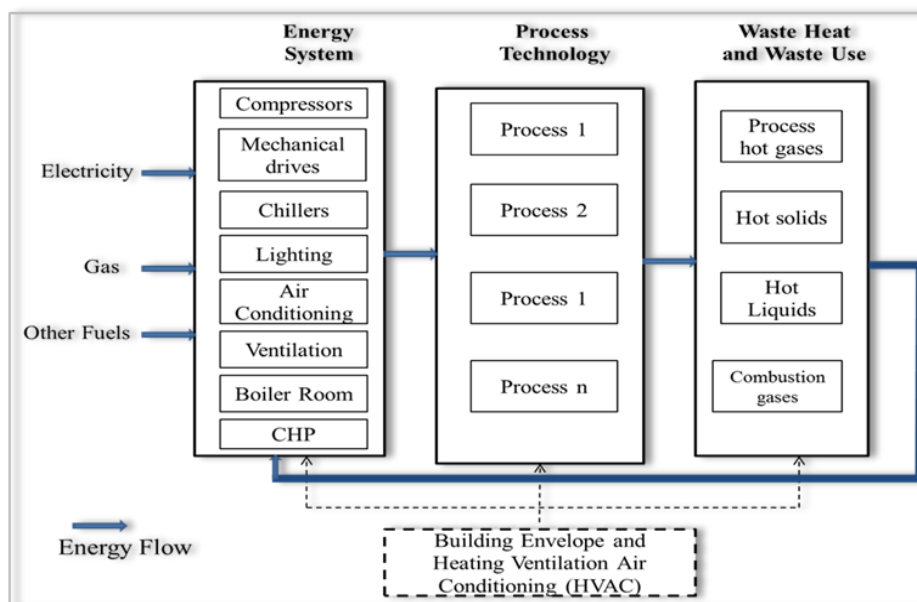 Energy
System
Process
Technology
Waste Heat
and Waste Use
Electricity
Gas
Other Fuels
Compressors
Mechanical
drives
Chillers
Lighting
Air
Conditioning
Ventilation
Boiler Room
CHP
Process 1
Process 2
Process 1
Process n
Process
hot gases
Hot solids
Hot
Liquids
Combustion
gases
Energy Flow
Building Envelope and
Heating Ventilation Air
Conditioning (HVAC)